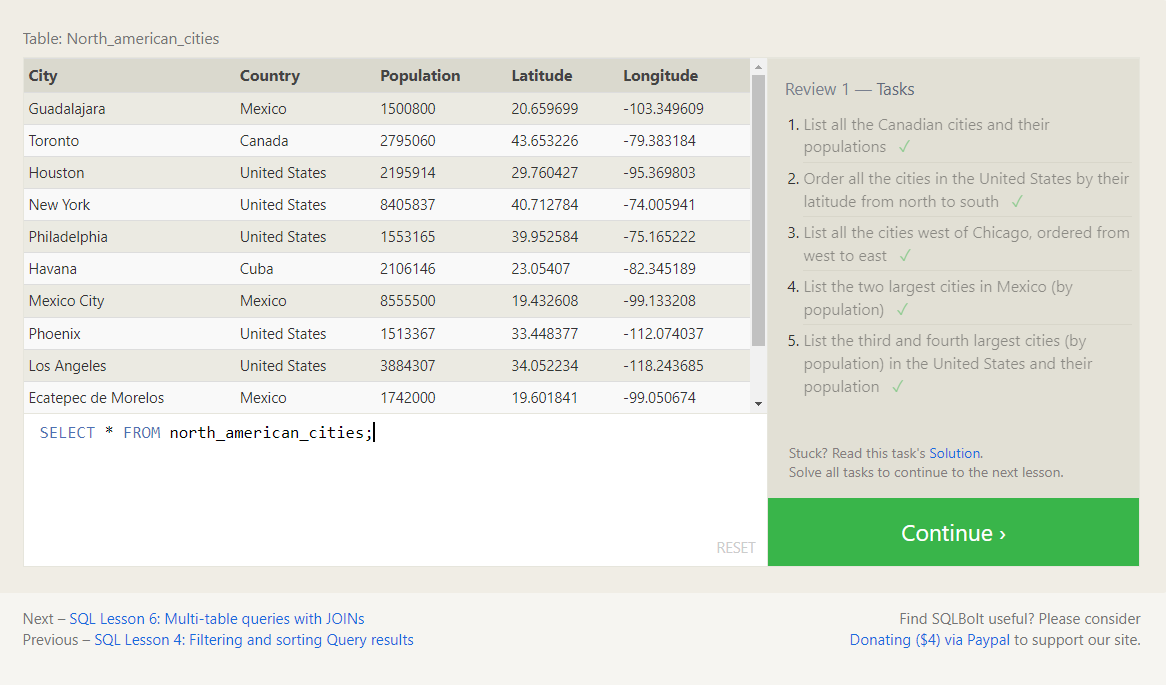 Table: North_american_cities
City Country Population Latitude Longitude
Guadalajara Mexico 1500800 20.659699 -103.349609
Toronto Canada 2795060 43.653226 -79.383184
Houston United States 2195914 29.760427 -95.369803
New York United States 8405837 40.712784 -74.005941
Philadelphia United States 1553165 39.952584 -75.165222
Havana Cuba 2106146 23.05407 -82.345189
Mexico City Mexico 8555500 19.432608 -99.133208
Phoenix United States 1513367 33.448377 -112.074037
Los Angeles United States 3884307 34.052234 -118.243685
Ecatepec de Morelos Mexico 1742000 19.601841 -99.050674
SELECT * FROM north_american_cities;
RESET
Review 1 — Tasks
1. List all the Canadian cities and their
populations ✓
2. Order all the cities in the United States by their
latitude from north to south ✓
3. List all the cities west of Chicago, ordered from
west to east ✓
4. List the two largest cities in Mexico (by
population) ✓
5. List the third and fourth largest cities (by
population) in the United States and their
population ✓
Stuck? Read this task's Solution.
Solve all tasks to continue to the next lesson.
Continue ›
Next – SQL Lesson 6: Multi-table queries with JOINs
Previous – SQL Lesson 4: Filtering and sorting Query results
Find SQLBolt useful? Please consider
Donating ($4) via Paypal to support our site.